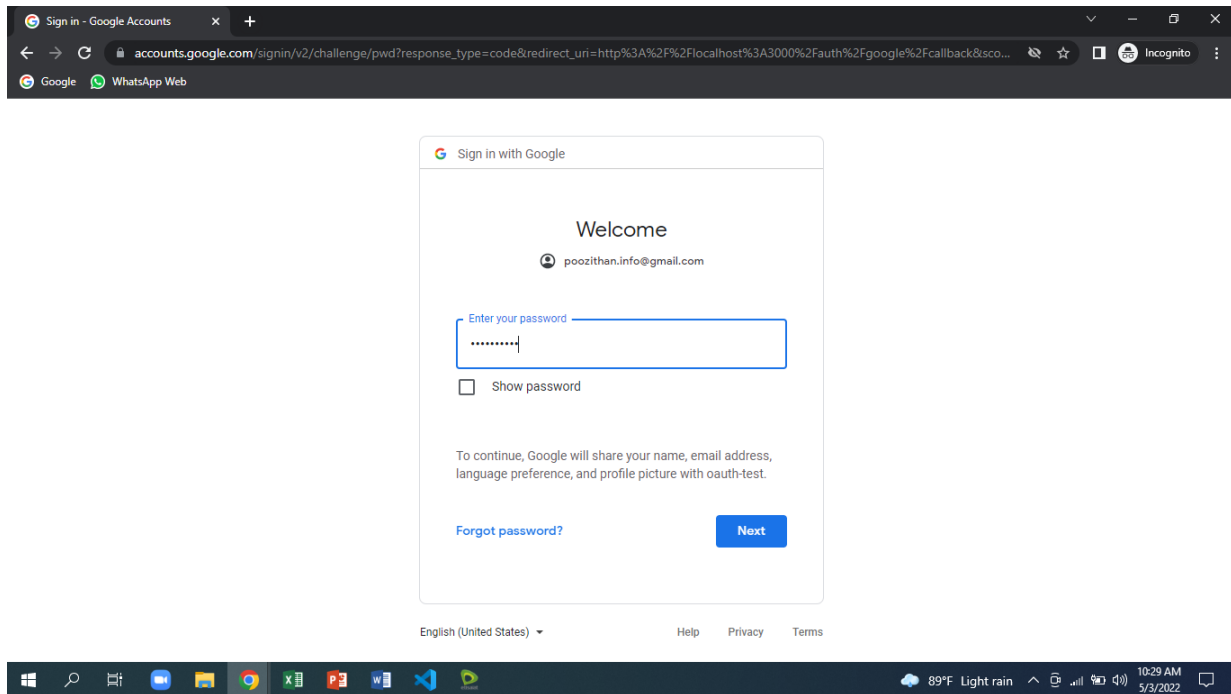 Sign in - Google Accounts
accounts.google.com/signin/v2/challenge/pwd?response_type=code&redirect_uri=http%3A%2F%2Flocalhost%3A3000%2Fauth%2Fgoogle%2Fcallback&sco...
Incognito
Google WhatsApp Web
Sign in with Google
Welcome
poozithan.info@gmail.com
Enter your password
••••••••••
Show password
To continue, Google will share your name, email address,
language preference, and profile picture with oauth-test.
Forgot password? Next
English (United States) Help Privacy Terms
89°F Light rain
10:29 AM
5/3/2022